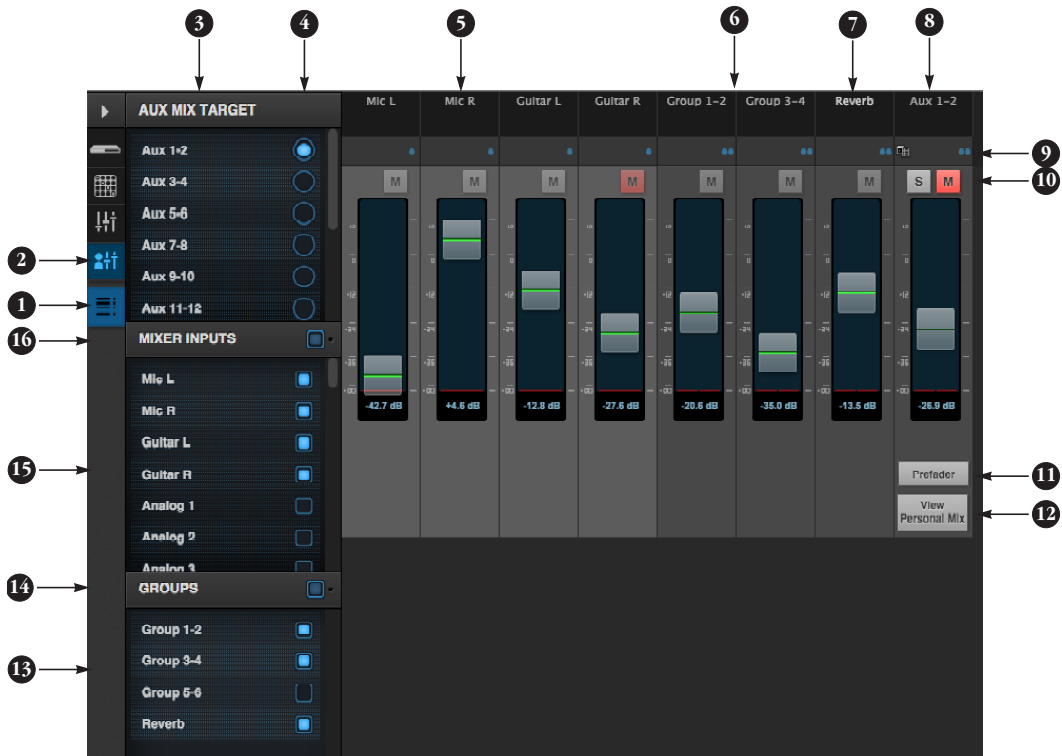 3 4 5 6 7 8
AUX MIX TARGET
Mic L Mic R Guitar L Guitar R Group 1-2 Group 3-4 Reverb Aux 1-2
Aux 1-2
9
Aux 3-4
M M M M M M M S M
10
Aux 5-6
Aux 7-8
2
Aux 9-10
1
Aux 11-12
16
MIXER INPUTS
Mic L
-42.7 dB +4.6 dB -12.8 dB -27.6 dB -20.6 dB -35.0 dB -13.5 dB -26.9 dB
Mic R
Guitar L
15
Guitar R
Prefader
11
Analog 1
View
Personal Mix
12
Analog 2
Analog 3
14
GROUPS
Group 1-2
13
Group 3-4
Group 5-6
Reverb